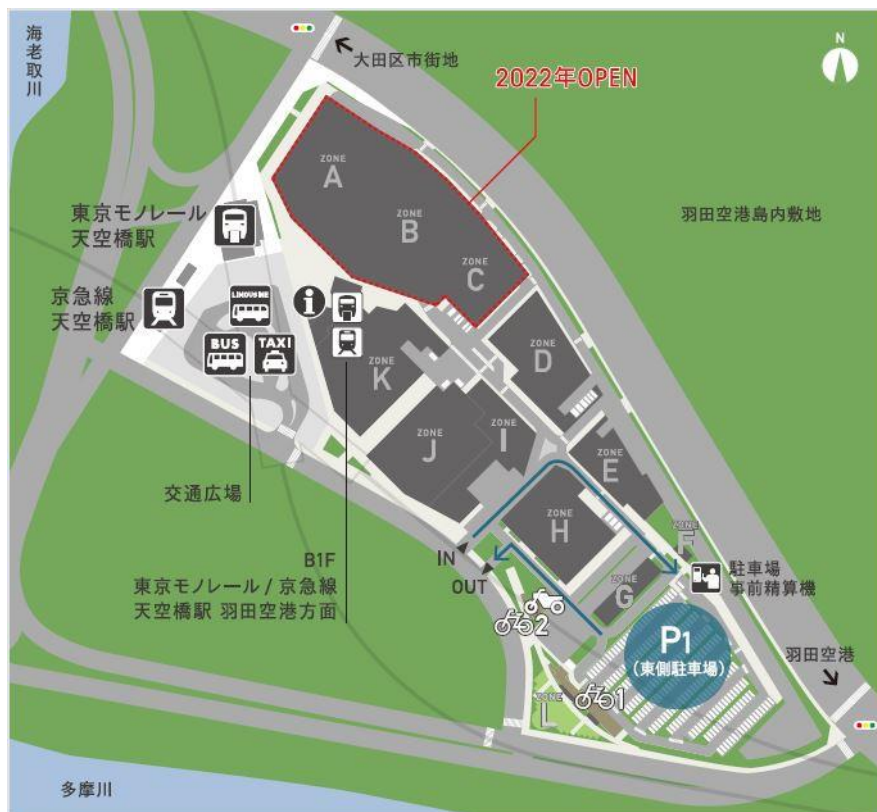 海老取川
大田区市街地
N
2022年OPEN
ZONE
A
ZONE
B
ZONE
C
羽田空港島内敷地
東京モノレール
天空橋駅
京急線
天空橋駅
LIMOUSINE
BUS
TAXI
i
ZONE
K
ZONE
D
ZONE
J
ZONE
I
ZONE
E
ZONE
H
ZONE
F
ZONE
G
交通広場
B1F
東京モノレール / 京急線
天空橋駅 羽田空港方面
IN
OUT
駐車場
事前精算機
2
P1
(東側駐車場)
羽田空港
1
ZONE
L
多摩川